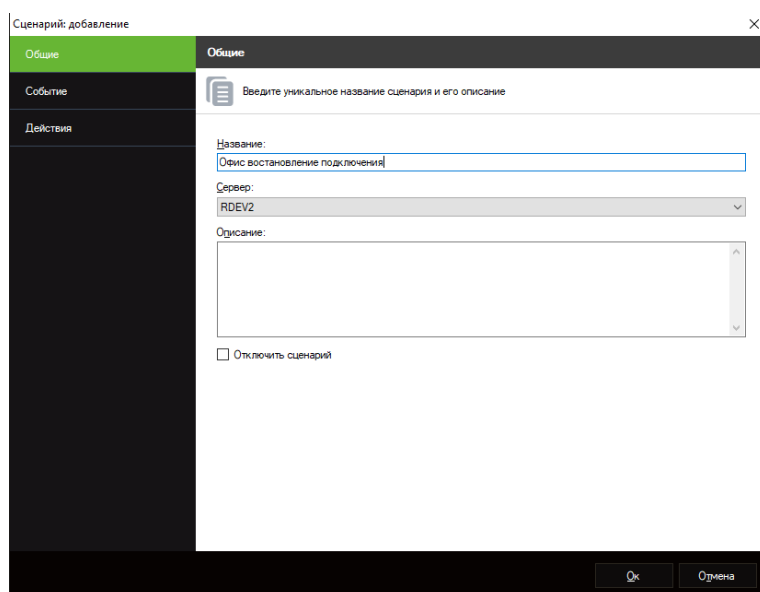 Сценарий: добавление
Общие
Событие
Действия
Общие
Введите уникальное название сценария и его описание
Название:
Офис востановление подключения
Сервер:
RDEV2
Описание:
Отключить сценарий
Ок
Отмена